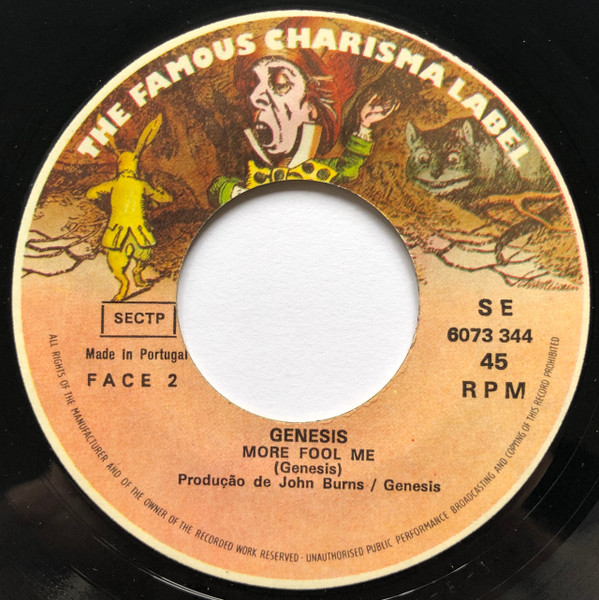 THE FAMOUS CHARISMA LABEL
SECTP
Made In Portugal
FACE 2
SE
6073 344
45
RPM
GENESIS
MORE FOOL ME
(Genesis)
Produção de John Burns / Genesis
ALL RIGHTS OF THE MANUFACTURER AND OF THE OWNER OF THE RECORDED WORK RESERVED - UNAUTHORISED PUBLIC PERFORMANCE BROADCASTING AND COPYING OF THIS RECORD PROHIBITED